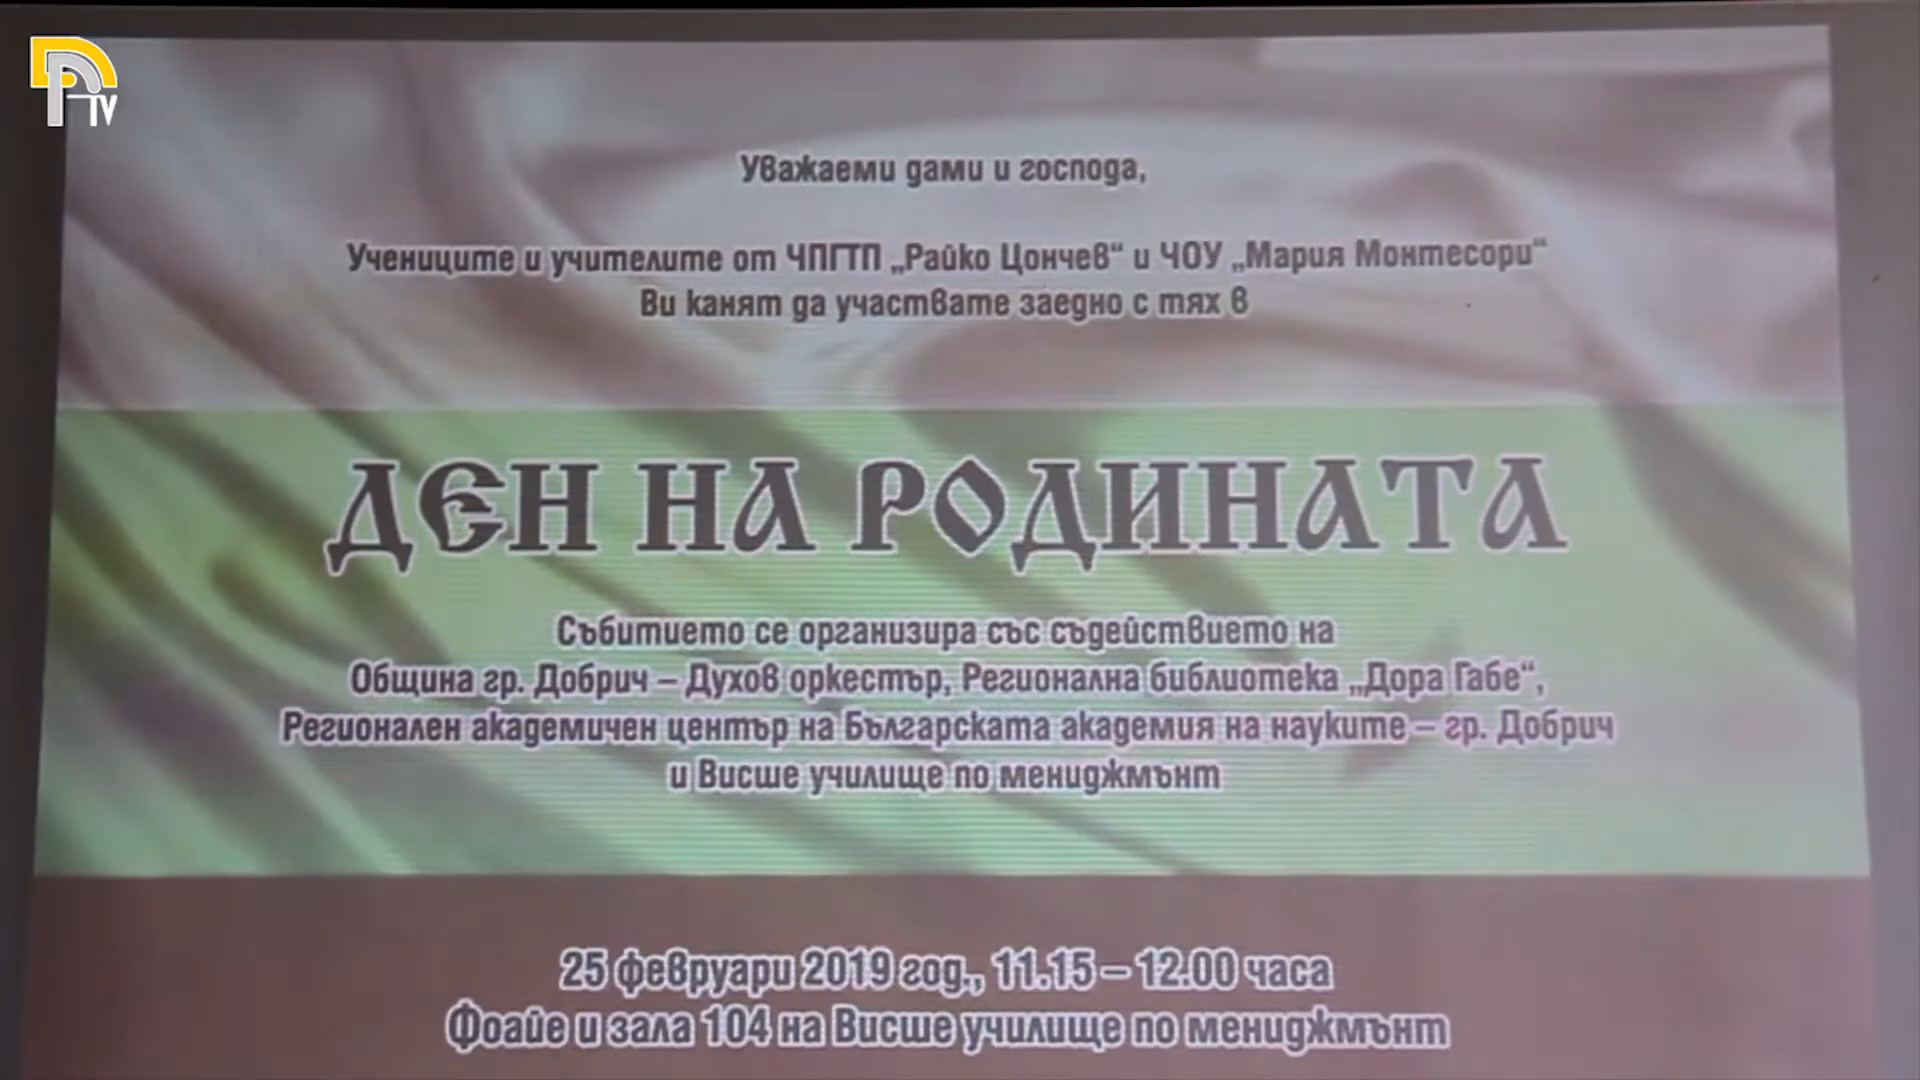 TV
Уважаеми дами и господа,
Учениците и учителите от ЧПГТП „Райко Цончев“ и ЧОУ „Мария Монтесори“
Ви канят да участвате заедно с тях в
ДЕН НА РОДИНАТА
Събитието се организира със съдействието на
Община гр. Добрич – Духов оркестър, Регионална библиотека „Дора Габе“,
Регионален академичен център на Българската академия на науките – гр. Добрич
и Висше училище по мениджмънт
25 февруари 2019 год., 11.15 – 12.00 часа
Фоайе и зала 104 на Висше училище по мениджмънт